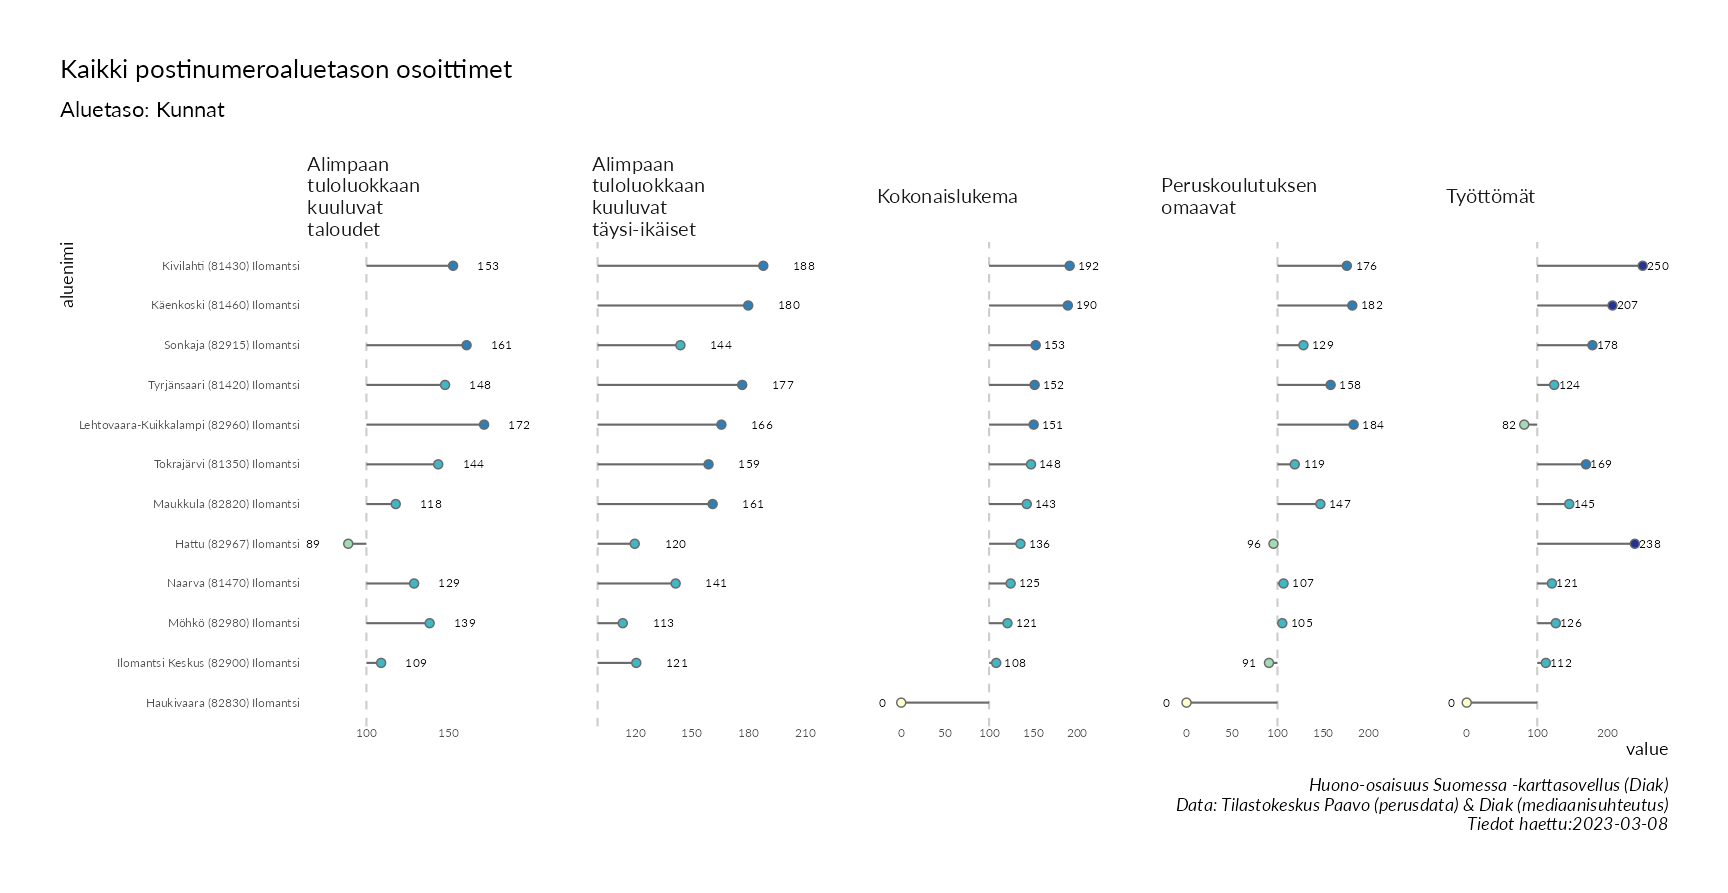 Kaikki postinumeroaluetason osoittimet
Aluetaso: Kunnat
Alimpaan
tuloluokkaan
kuuluvat
taloudet
Alimpaan
tuloluokkaan
kuuluvat
täysi-ikäiset
Kokonaislukema
Peruskoulutuksen
omaavat
Työttömät
aluenimi
Kivilahti (81430) Ilomantsi 153 188 192 176 250
Käenkoski (81460) Ilomantsi 180 190 182 207
Sonkaja (82915) Ilomantsi 161 144 153 129 178
Tyrjänsaari (81420) Ilomantsi 148 177 152 158 124
Lehtovaara-Kuikkalampi (82960) Ilomantsi 172 166 151 184 82
Tokrajärvi (81350) Ilomantsi 144 159 148 119 169
Maukkula (82820) Ilomantsi 118 161 143 147 145
Hattu (82967) Ilomantsi 89 120 136 96 238
Naarva (81470) Ilomantsi 129 141 125 107 121
Möhkö (82980) Ilomantsi 139 113 121 105 126
Ilomantsi Keskus (82900) Ilomantsi 109 121 108 91 112
Haukivaara (82830) Ilomantsi 0 0 0
100 150 120 150 180 210 0 50 100 150 200 0 50 100 150 200 0 100 200
value
Huono-osaisuus Suomessa -karttasovellus (Diak)
Data: Tilastokeskus Paavo (perusdata) & Diak (mediaanisuhteutus)
Tiedot haettu:2023-03-08